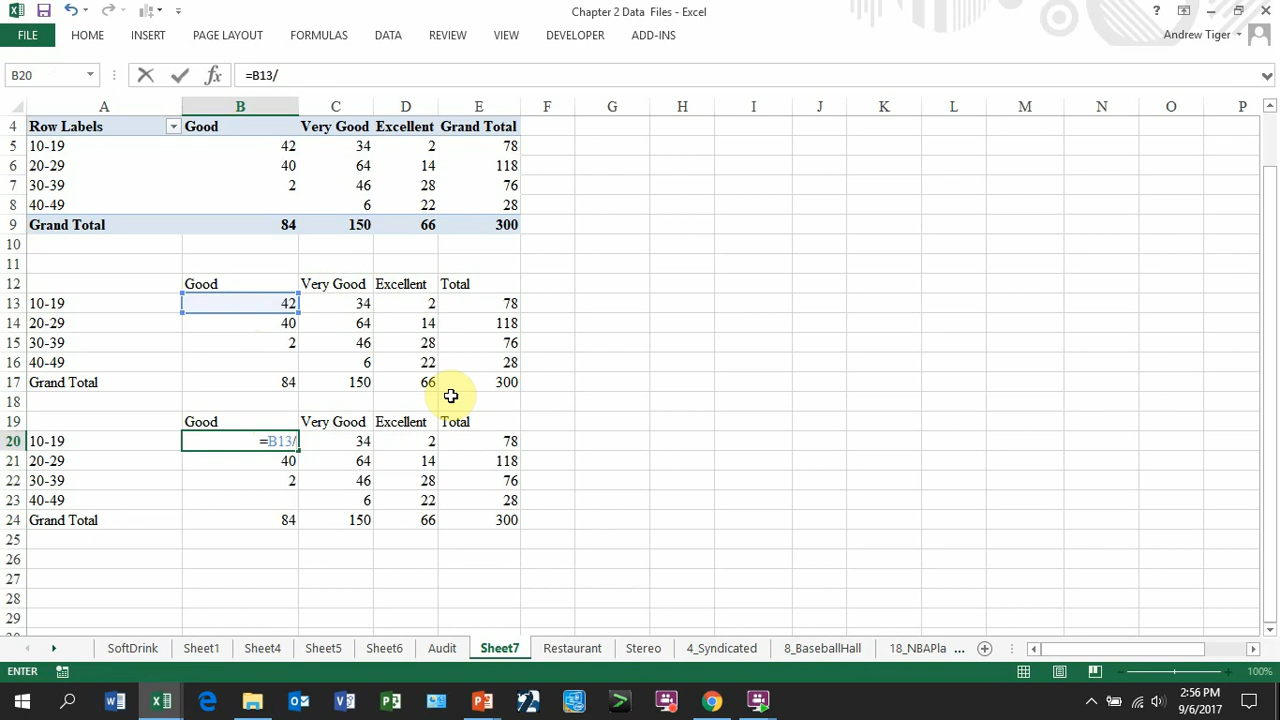 Chapter 2 Data Files - Excel
?
FILE HOME INSERT PAGE LAYOUT FORMULAS DATA REVIEW VIEW DEVELOPER ADD-INS Andrew Tiger
B20 fx =B13/
A B C D E F G H I J K L M N O P
4 Row Labels Good Very Good Excellent Grand Total
5 10-19 42 34 2 78
6 20-29 40 64 14 118
7 30-39 2 46 28 76
8 40-49 6 22 28
9 Grand Total 84 150 66 300
10
11
12 Good Very Good Excellent Total
13 10-19 42 34 2 78
14 20-29 40 64 14 118
15 30-39 2 46 28 76
16 40-49 6 22 28
17 Grand Total 84 150 66 300
18
19 Good Very Good Excellent Total
20 10-19 =B13/ 34 2 78
21 20-29 40 64 14 118
22 30-39 2 46 28 76
23 40-49 6 22 28
24 Grand Total 84 150 66 300
25
26
27
28
29
SoftDrink Sheet1 Sheet4 Sheet5 Sheet6 Audit Sheet7 Restaurant Stereo 4_Syndicated 8_BaseballHall 18_NBAPla ...
ENTER 100%
2:56 PM
9/6/2017